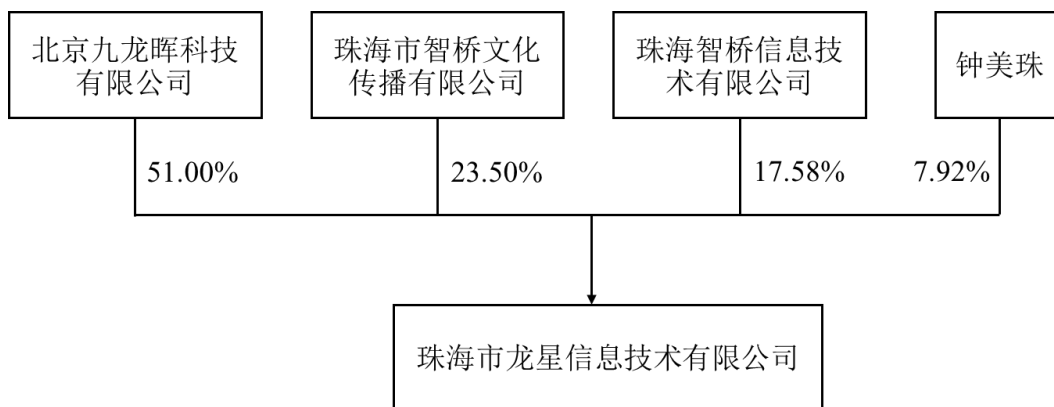 北京九龙晖科技
有限公司
珠海市智桥文化
传播有限公司
珠海智桥信息技
术有限公司
钟美珠
51.00%
23.50%
17.58%
7.92%
珠海市龙星信息技术有限公司